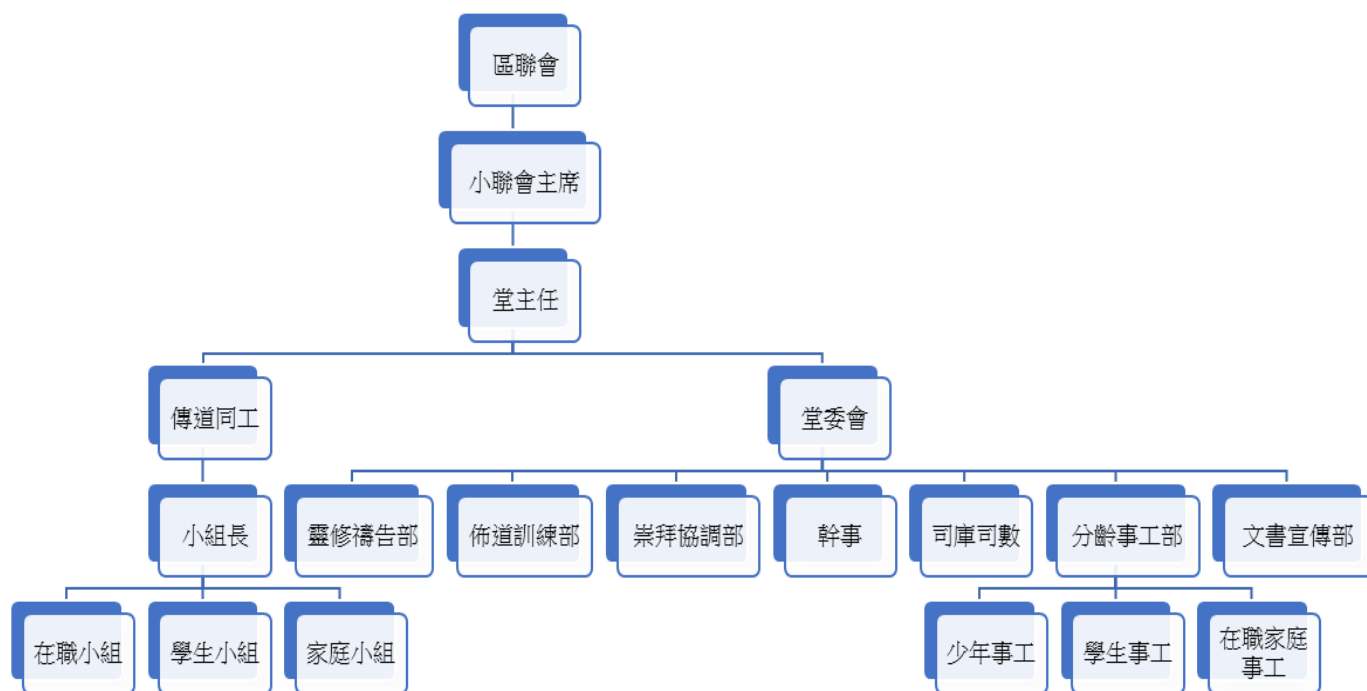 區聯會
小聯會主席
堂主任
傳道同工
堂委會
小組長
靈修禱告部
佈道訓練部
崇拜協調部
幹事
司庫司數
分齡事工部
文書宣傳部
在職小組
學生小組
家庭小組
少年事工
學生事工
在職家庭
事工